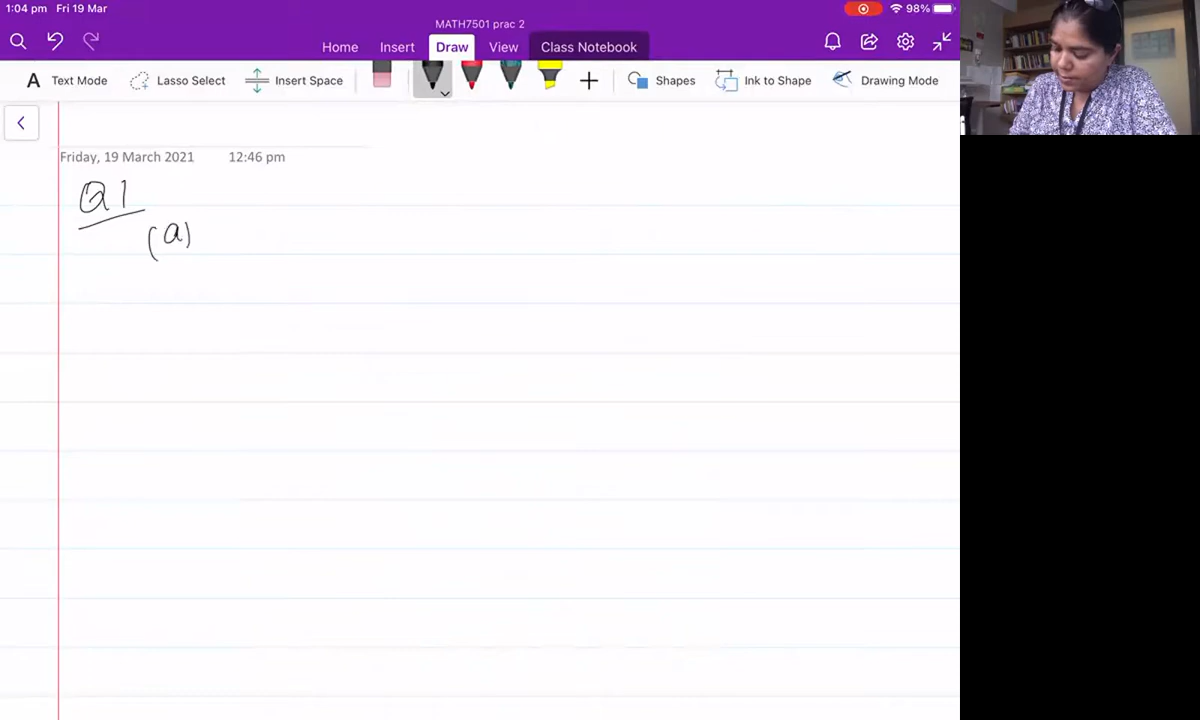 1:04 pm Fri 19 Mar 98%
MATH7501 prac 2
Home Insert Draw View Class Notebook
A Text Mode Lasso Select Insert Space + Shapes Ink to Shape Drawing Mode
Friday, 19 March 2021 12:46 pm
Q1
(a)